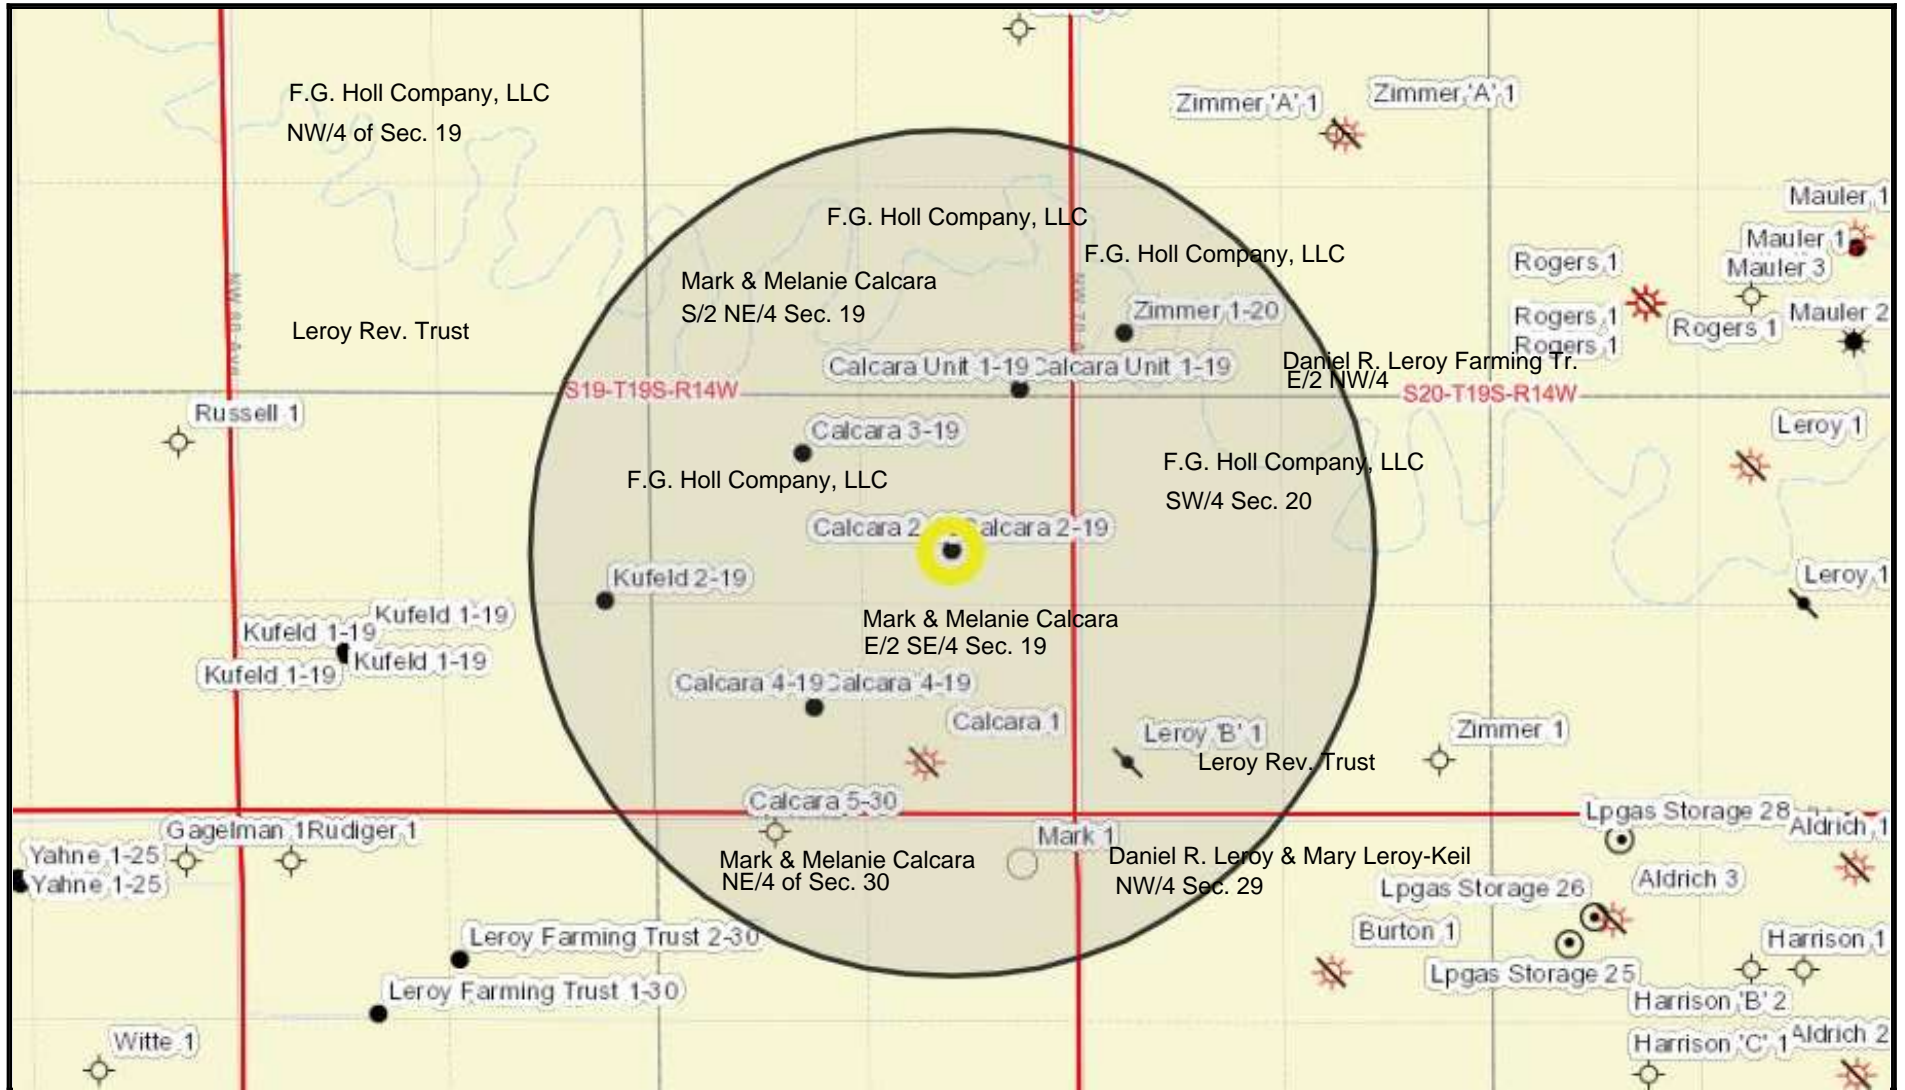 F.G. Holl Company, LLC
NW/4 of Sec. 19
Zimmer 'A' 1
Zimmer 'A' 1
Mauler 1
F.G. Holl Company, LLC
F.G. Holl Company, LLC
Mauler 1
Mauler 3
Rogers 1
Mark & Melanie Calcara
S/2 NE/4 Sec. 19
Zimmer 1-20
Rogers 1
Rogers 1
Mauler 2
Rogers 1
Leroy Rev. Trust
Calcara Unit 1-19
Calcara Unit 1-19
Daniel R. Leroy Farming Tr.
E/2 NW/4
S19-T19S-R14W
S20-T19S-R14W
Russell 1
Leroy 1
Calcara 3-19
F.G. Holl Company, LLC
F.G. Holl Company, LLC
SW/4 Sec. 20
Calcara 2
Calcara 2-19
Kufeld 2-19
Leroy 1
Kufeld 1-19
Kufeld 1-19
Kufeld 1-19
Kufeld 1-19
Mark & Melanie Calcara
E/2 SE/4 Sec. 19
Calcara 4-19
Calcara 4-19
Calcara 1
Leroy 'B' 1
Zimmer 1
Leroy Rev. Trust
Calcara 5-30
Lpgas Storage 28
Aldrich 1
Gagelman 1
Rudiger 1
Mark 1
Yahne 1-25
Yahne 1-25
Mark & Melanie Calcara
NE/4 of Sec. 30
Daniel R. Leroy & Mary Leroy-Keil
NW/4 Sec. 29
Lpgas Storage 26
Aldrich 3
Leroy Farming Trust 2-30
Burton 1
Harrison 1
Lpgas Storage 25
Leroy Farming Trust 1-30
Harrison 'B' 2
Witte 1
Harrison 'C' 1
Aldrich 2